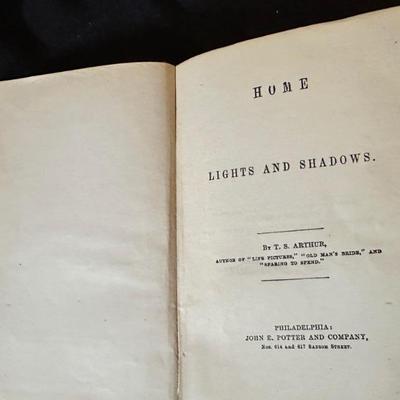 HOME
LIGHTS AND SHADOWS.
BY T. S. ARTHUR,
AUTHOR OF "LIFE PICTURES," "OLD MAN'S BRIDE," AND
"SPARING TO SPEND."
PHILADELPHIA:
JOHN E. POTTER AND COMPANY,
Nos. 614 and 617 SANSOM STREET.